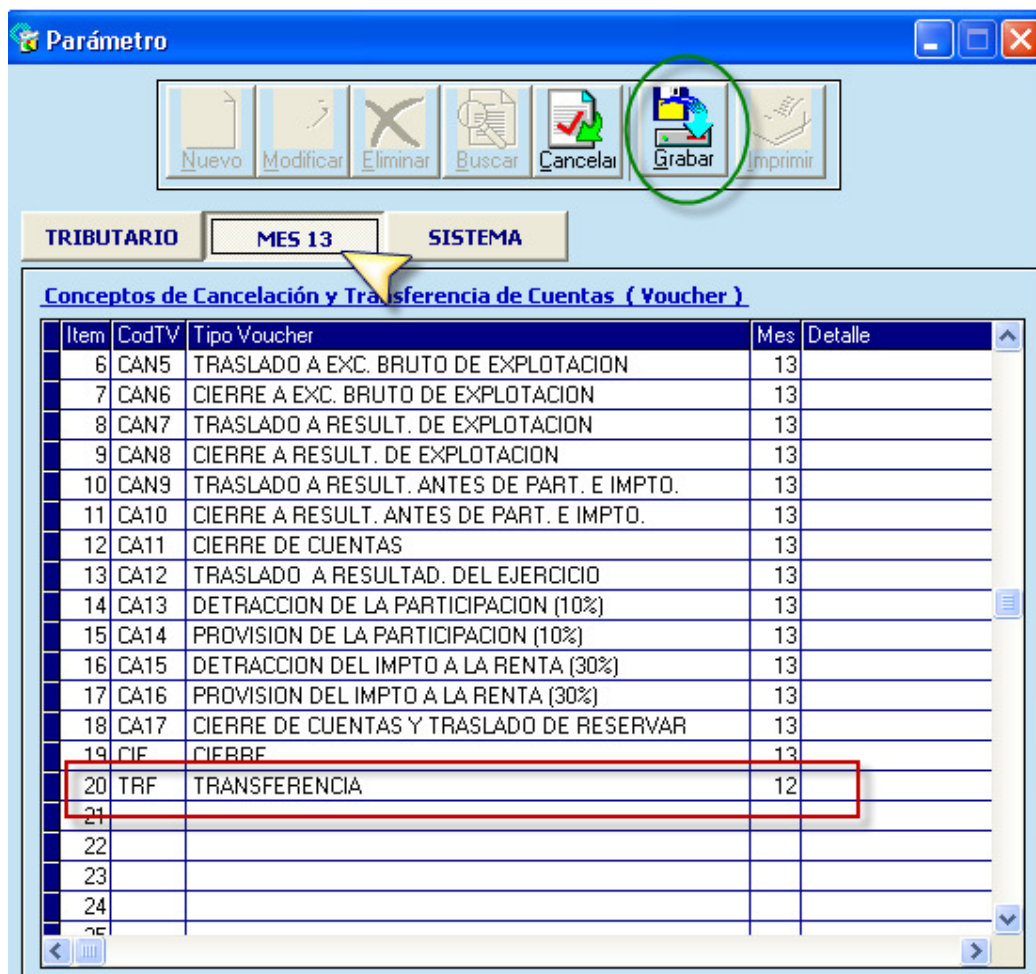 Parámetro
Nuevo Modificar Eliminar Buscar Cancelar Grabar Imprimir
TRIBUTARIO MES 13 SISTEMA
Conceptos de Cancelación y Transferencia de Cuentas ( Voucher )
Item CodTV Tipo Voucher Mes Detalle
6 CAN5 TRASLADO A EXC. BRUTO DE EXPLOTACION 13
7 CAN6 CIERRE A EXC. BRUTO DE EXPLOTACION 13
8 CAN7 TRASLADO A RESULT. DE EXPLOTACION 13
9 CAN8 CIERRE A RESULT. DE EXPLOTACION 13
10 CAN9 TRASLADO A RESULT. ANTES DE PART. E IMPTO. 13
11 CA10 CIERRE A RESULT. ANTES DE PART. E IMPTO. 13
12 CA11 CIERRE DE CUENTAS 13
13 CA12 TRASLADO A RESULTAD. DEL EJERCICIO 13
14 CA13 DETRACCION DE LA PARTICIPACION (10%) 13
15 CA14 PROVISION DE LA PARTICIPACION (10%) 13
16 CA15 DETRACCION DEL IMPTO A LA RENTA (30%) 13
17 CA16 PROVISION DEL IMPTO A LA RENTA (30%) 13
18 CA17 CIERRE DE CUENTAS Y TRASLADO DE RESERVAR 13
19 CIE CIERRE 13
20 TRF TRANSFERENCIA 12
21
22
23
24
25